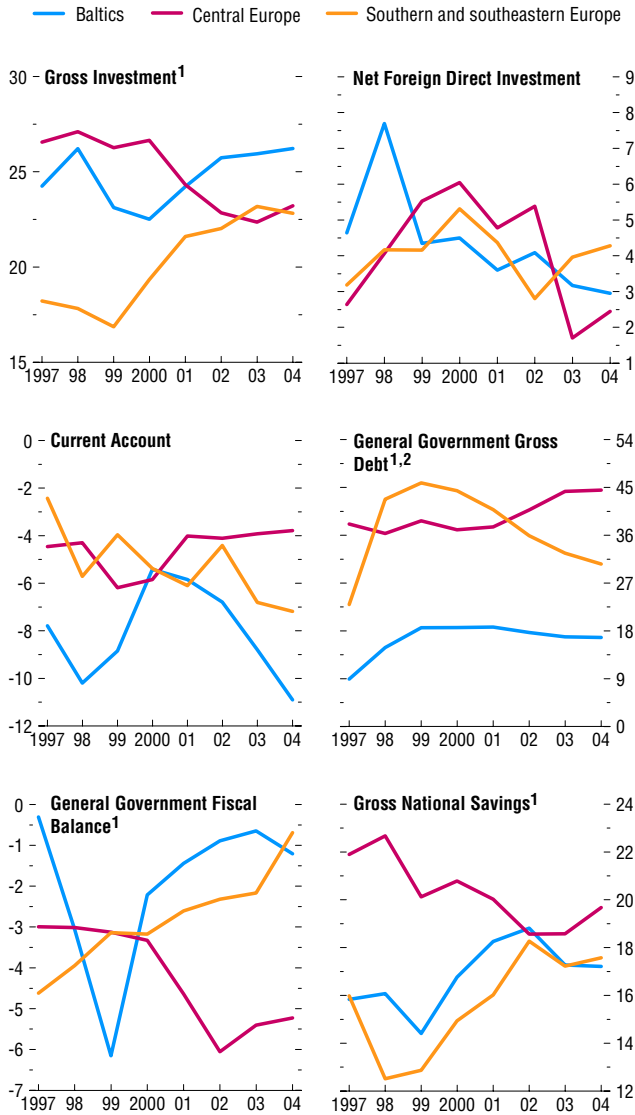 Baltics Central Europe Southern and southeastern Europe
Gross Investment1
30
25
20
15
1997 98 99 2000 01 02 03 04
Net Foreign Direct Investment
9
8
7
6
5
4
3
2
1
1997 98 99 2000 01 02 03 04
Current Account
0
-2
-4
-6
-8
-10
-12
1997 98 99 2000 01 02 03 04
General Government Gross
Debt1,2
54
45
36
27
18
9
0
1997 98 99 2000 01 02 03 04
General Government Fiscal
Balance1
0
-1
-2
-3
-4
-5
-6
-7
1997 98 99 2000 01 02 03 04
Gross National Savings1
24
22
20
18
16
14
12
1997 98 99 2000 01 02 03 04